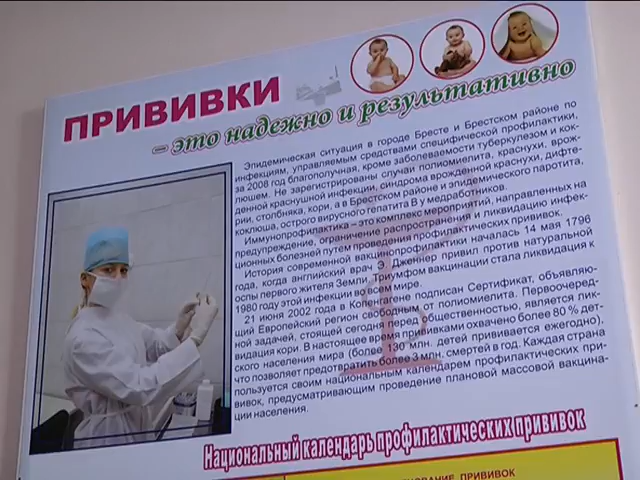 ПРИВИВКИ
– это надежно и результативно
Эпидемическая ситуация в городе Бресте и Брестском районе по
инфекциям, управляемым средствами специфической профилактики,
за 2008 год благополучная, кроме заболеваемости туберкулезом и кок-
люшем. Не зарегистрированы случаи полиомиелита, краснухи, врож-
денной краснушной инфекции, синдрома врожденной краснухи, дифте-
рии, столбняка, кори, а в Брестском районе и эпидемического паротита,
коклюша, острого вирусного гепатита В у медработников.
Иммунопрофилактика – это комплекс мероприятий, направленных на
предупреждение, ограничение распространения и ликвидацию инфек-
ционных болезней путем проведения профилактических прививок.
История современной вакцинопрофилактики началась 14 мая 1796
года, когда английский врач Э. Дженнер привил против натуральной
оспы первого жителя Земли. Триумфом вакцинации стала ликвидация к
1980 году этой инфекции во всем мире.
21 июня 2002 года в Копенгагене подписан Сертификат, объявляю-
щий Европейский регион свободным от полиомиелита. Первоочеред-
ной задачей, стоящей сегодня перед общественностью, является лик-
видация кори. В настоящее время прививками охвачено более 80 % дет-
ского населения мира (более 130 млн. детей прививается ежегодно),
что позволяет предотвратить более 3 млн. смертей в год. Каждая страна
пользуется своим национальным календарем профилактических при-
вивок, предусматривающим проведение плановой массовой вакцина-
ции населения.
Национальный календарь профилактических прививок
ПРИВИВОК